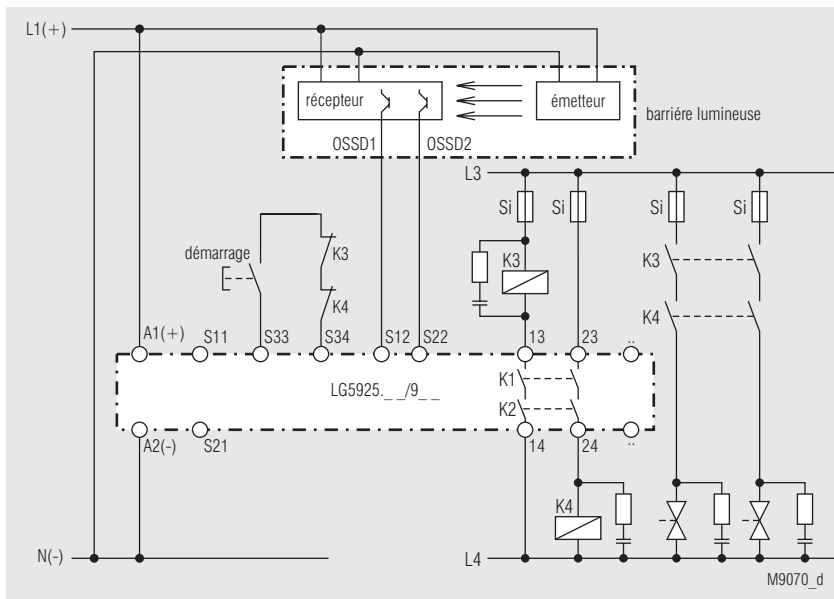 L1(+)
récepteur
émetteur
barriére lumineuse
OSSD1
OSSD2
L3
Si
Si
Si
Si
démarrage
K3
K4
K3
K3
K4
A1(+)
S11
S33
S34
S12
S22
13
23
..
K1
K2
LG5925._ _/9_ _
A2(-)
S21
14
24
..
K4
N(-)
L4
M9070_d